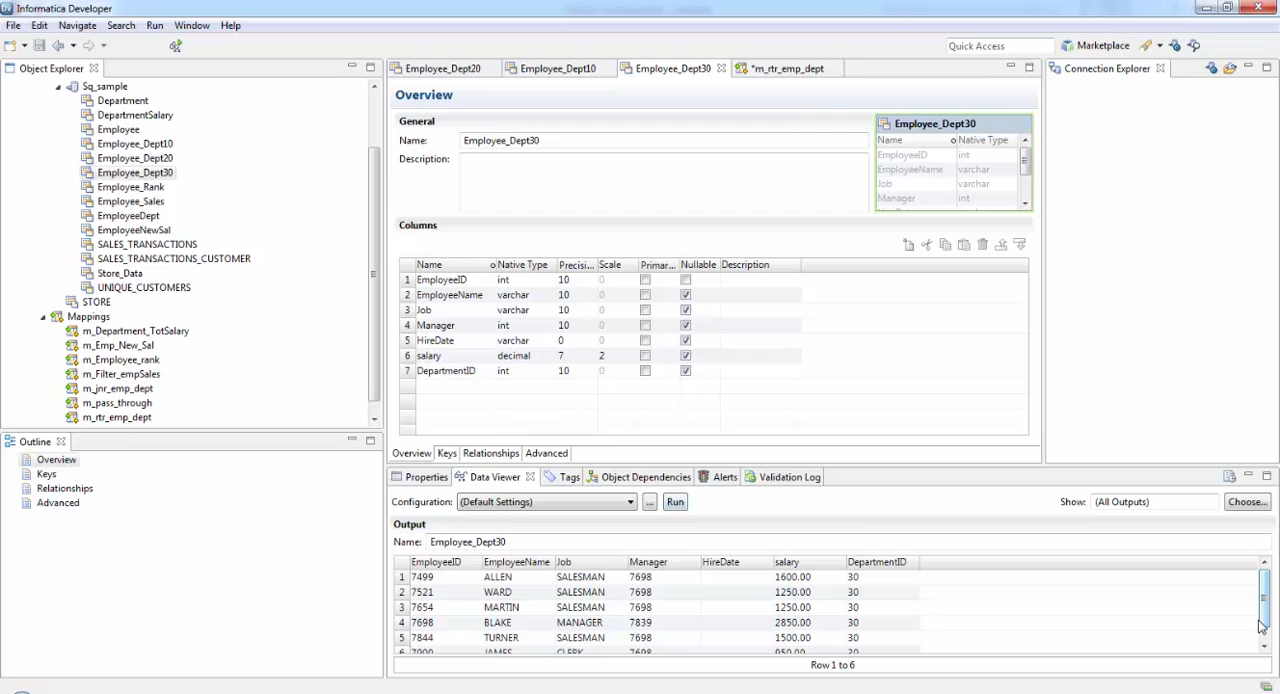 Informatica Developer
File Edit Navigate Search Run Window Help
Quick Access
Marketplace
Object Explorer
Sq_sample
Department
DepartmentSalary
Employee
Employee_Dept10
Employee_Dept20
Employee_Dept30
Employee_Rank
Employee_Sales
EmployeeDept
EmployeeNewSal
SALES_TRANSACTIONS
SALES_TRANSACTIONS_CUSTOMER
Store_Data
UNIQUE_CUSTOMERS
STORE
Mappings
m_Department_TotSalary
m_Emp_New_Sal
m_Employee_rank
m_Filter_empSales
m_jnr_emp_dept
m_pass_through
m_rtr_emp_dept
Outline
Overview
Keys
Relationships
Advanced
Employee_Dept20 Employee_Dept10 Employee_Dept30 *m_rtr_emp_dept
Overview
General
Name: Employee_Dept30
Description:
Employee_Dept30
Name Native Type
EmployeeID int
EmployeeName varchar
Job varchar
Manager int
Columns
Name Native Type Precisi... Scale Primar... Nullable Description
1 EmployeeID int 10 0
2 EmployeeName varchar 10 0
3 Job varchar 10 0
4 Manager int 10 0
5 HireDate varchar 0 0
6 salary decimal 7 2
7 DepartmentID int 10 0
Overview Keys Relationships Advanced
Connection Explorer
Properties Data Viewer Tags Object Dependencies Alerts Validation Log
Configuration: (Default Settings) ... Run Show: (All Outputs) Choose...
Output
Name: Employee_Dept30
EmployeeID EmployeeName Job Manager HireDate salary DepartmentID
1 7499 ALLEN SALESMAN 7698 1600.00 30
2 7521 WARD SALESMAN 7698 1250.00 30
3 7654 MARTIN SALESMAN 7698 1250.00 30
4 7698 BLAKE MANAGER 7839 2850.00 30
5 7844 TURNER SALESMAN 7698 1500.00 30
6 7900 JAMES CLERK 7698 950.00 30
Row 1 to 6